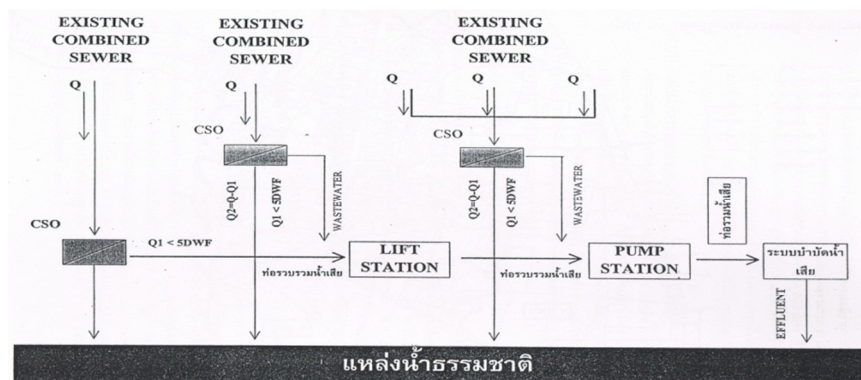 EXISTING
COMBINED
SEWER
EXISTING
COMBINED
SEWER
EXISTING
COMBINED
SEWER
Q
Q
Q
Q
Q
CSO
CSO
CSO
Q2=Q-Q1
Q1 < 5DWF
WASTEWATER
Q2=Q-Q1
Q1 < 5DWF
WASTEWATER
Q1 < 5DWF
ท่อรวบรวมน้ำเสีย
LIFT
STATION
ท่อรวบรวมน้ำเสีย
PUMP
STATION
ท่อรวมน้ำเสีย
ระบบบำบัดน้ำ
เสีย
EFFLUENT
แหล่งน้ำธรรมชาติ